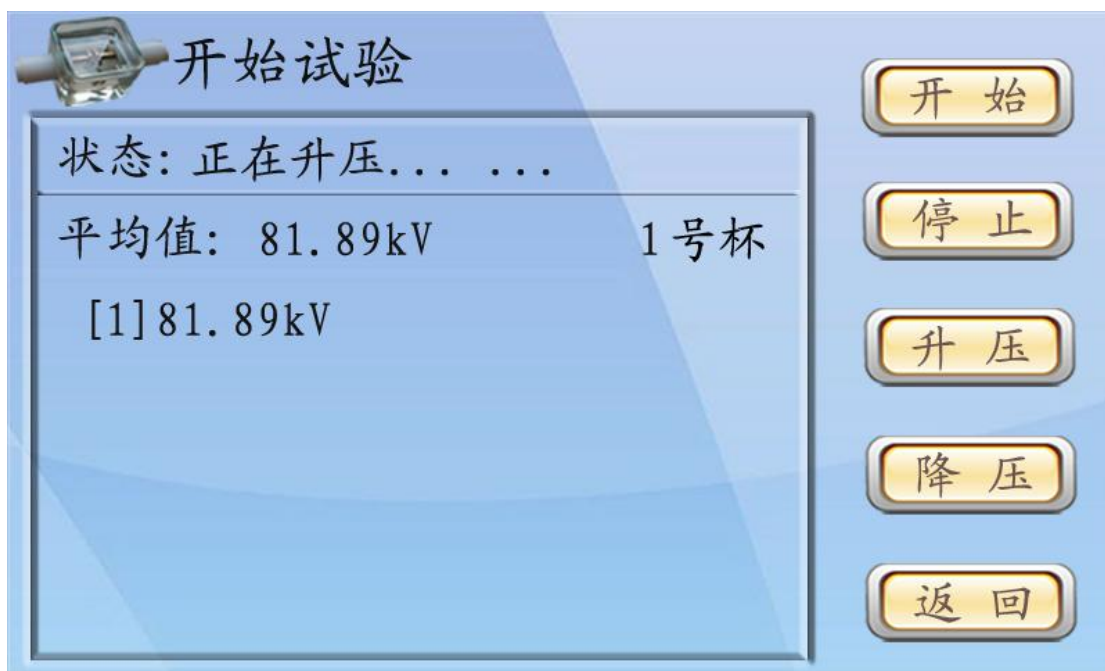 开始试验
状态：正在升压... ...
平均值： 81.89kV 1号杯
[1]81.89kV
开 始
停 止
升 压
降 压
返 回